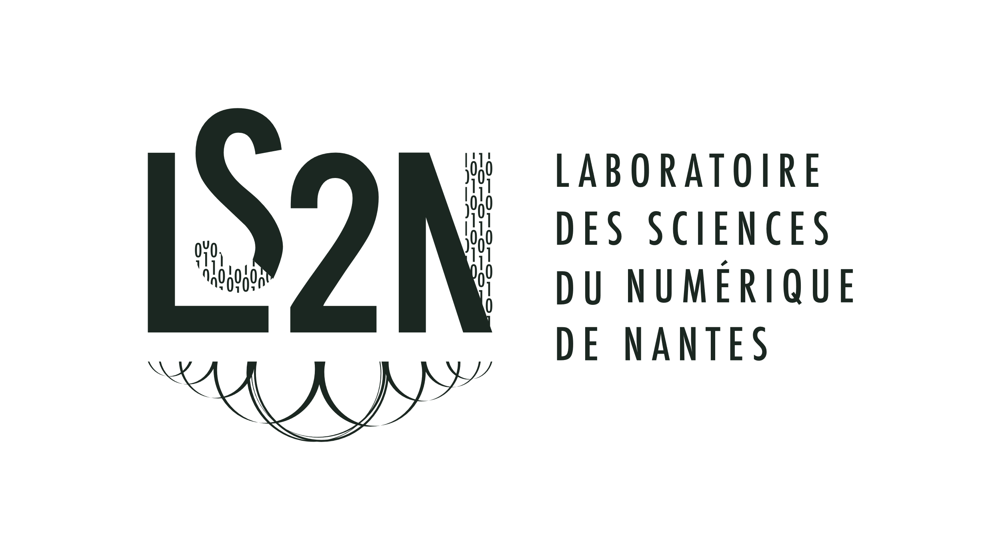 LS2N
LABORATOIRE
DES SCIENCES
DU NUMÉRIQUE
DE NANTES